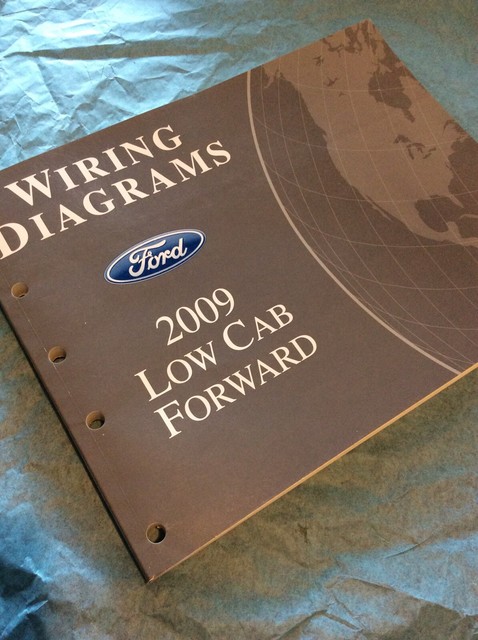 WIRING
DIAGRAMS
Ford
2009
LOW CAB
FORWARD